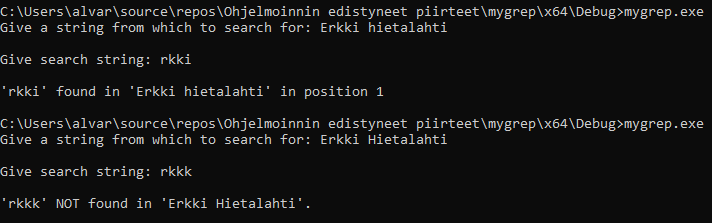 C:\Users\alvar\source\repos\Ohjelmoinnin edistyneet piirteet\mygrep\x64\Debug>mygrep.exe
Give a string from which to search for: Erkki hietalahti
Give search string: rkki
'rkki' found in 'Erkki hietalahti' in position 1
C:\Users\alvar\source\repos\Ohjelmoinnin edistyneet piirteet\mygrep\x64\Debug>mygrep.exe
Give a string from which to search for: Erkki Hietalahti
Give search string: rkkk
'rkkk' NOT found in 'Erkki Hietalahti'.